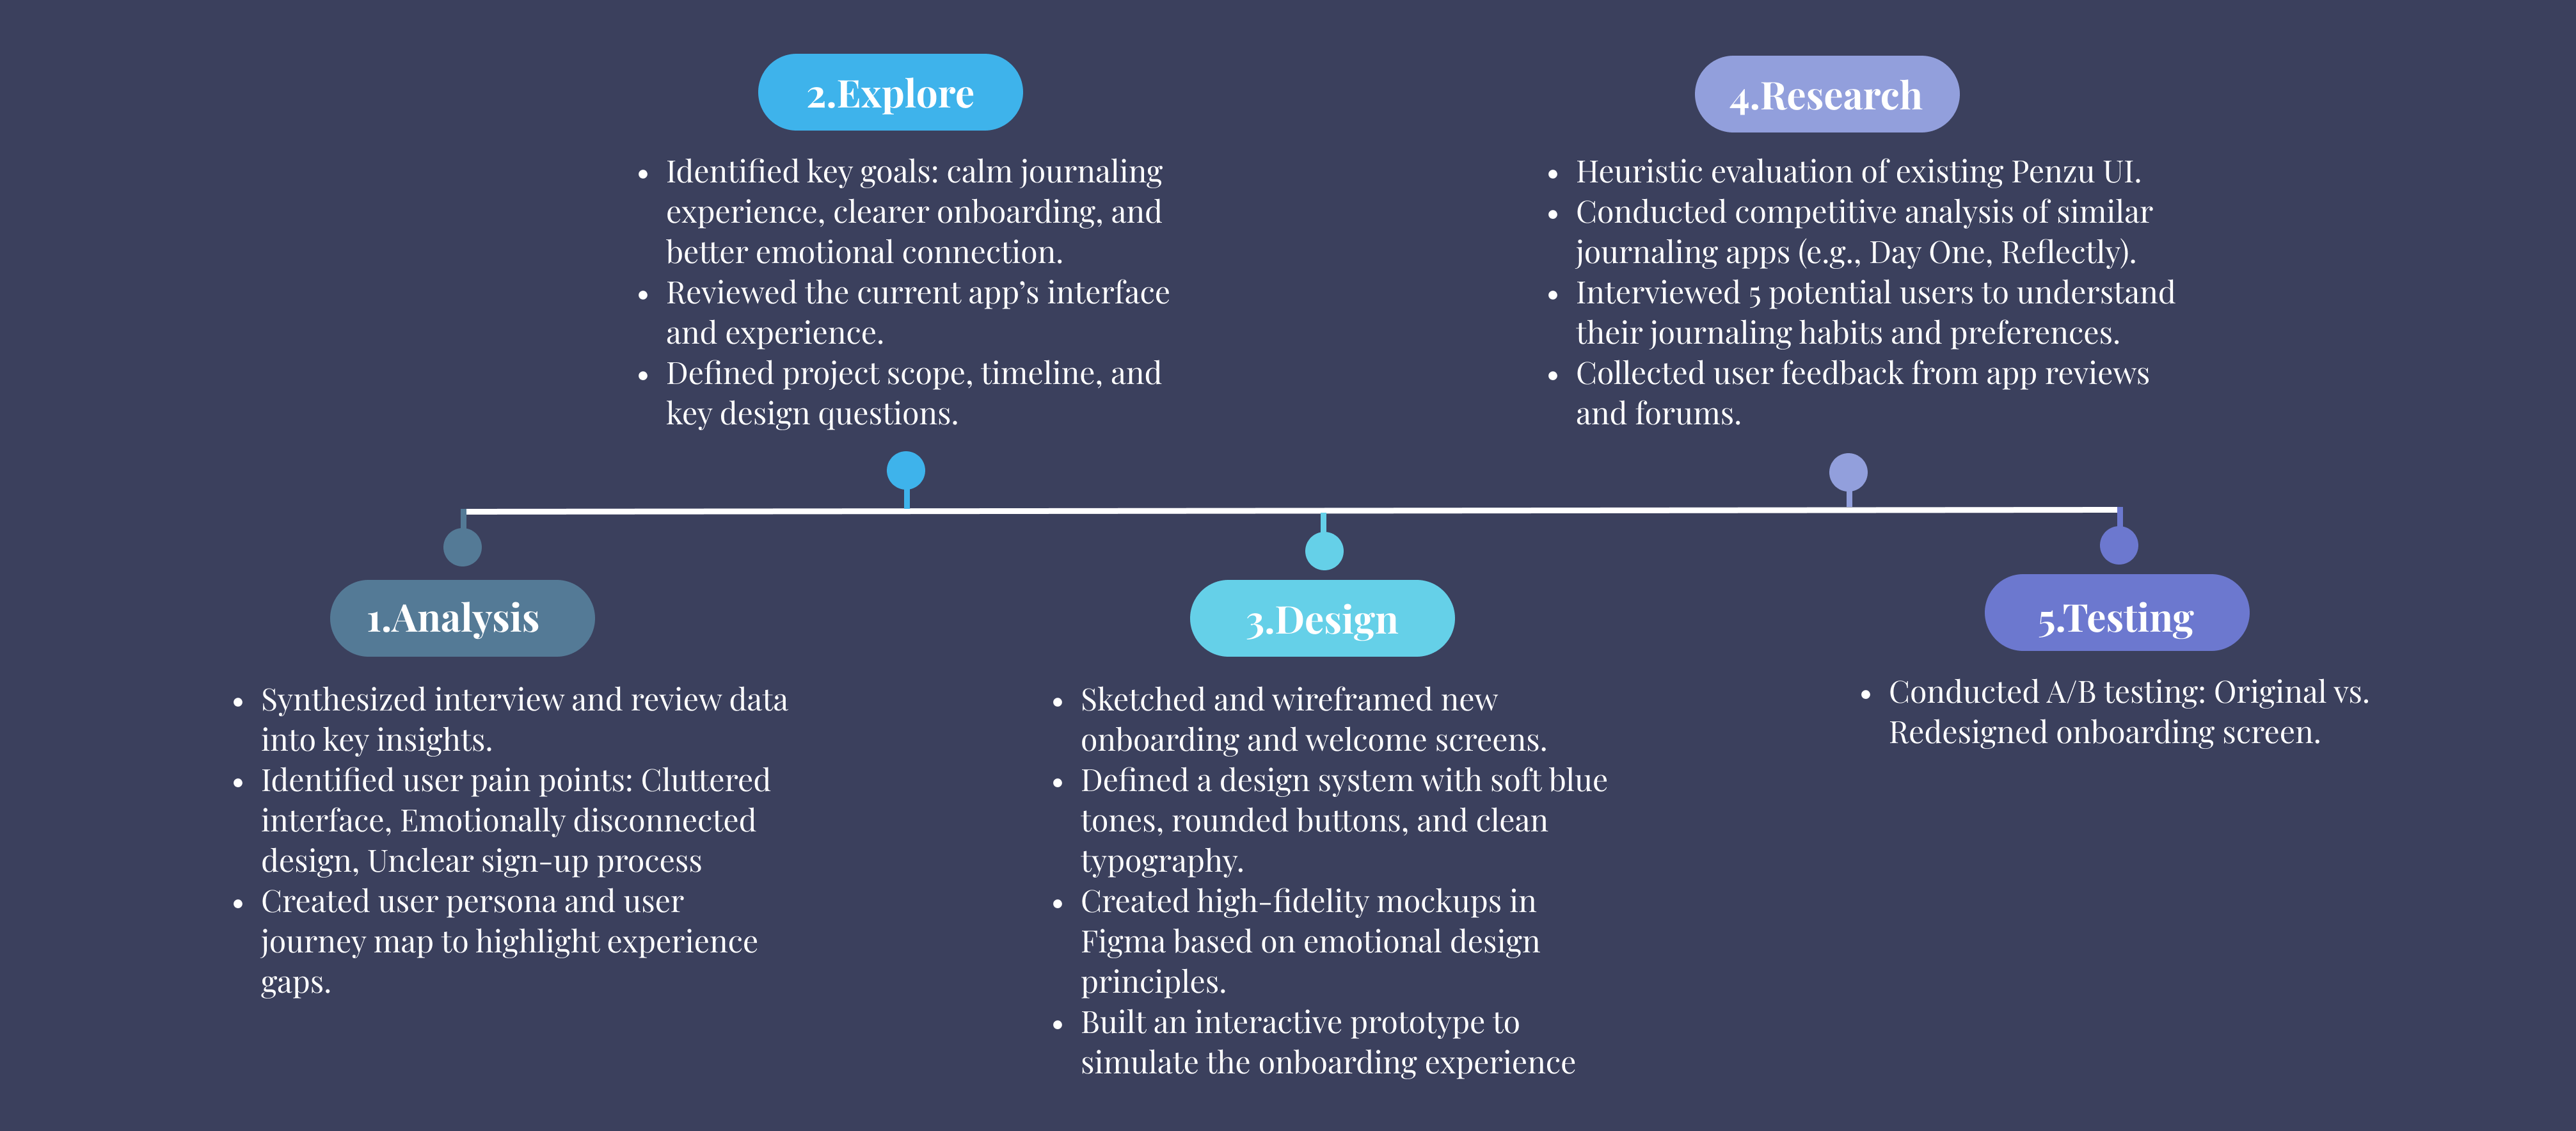 2.Explore
• Identified key goals: calm journaling
experience, clearer onboarding, and
better emotional connection.
• Reviewed the current app’s interface
and experience.
• Defined project scope, timeline, and
key design questions.
4.Research
• Heuristic evaluation of existing Penzu UI.
• Conducted competitive analysis of similar
journaling apps (e.g., Day One, Reflectly).
• Interviewed 5 potential users to understand
their journaling habits and preferences.
• Collected user feedback from app reviews
and forums.
1.Analysis
• Synthesized interview and review data
into key insights.
• Identified user pain points: Cluttered
interface, Emotionally disconnected
design, Unclear sign-up process
• Created user persona and user
journey map to highlight experience
gaps.
3.Design
• Sketched and wireframed new
onboarding and welcome screens.
• Defined a design system with soft blue
tones, rounded buttons, and clean
typography.
• Created high-fidelity mockups in
Figma based on emotional design
principles.
• Built an interactive prototype to
simulate the onboarding experience
5.Testing
• Conducted A/B testing: Original vs.
Redesigned onboarding screen.